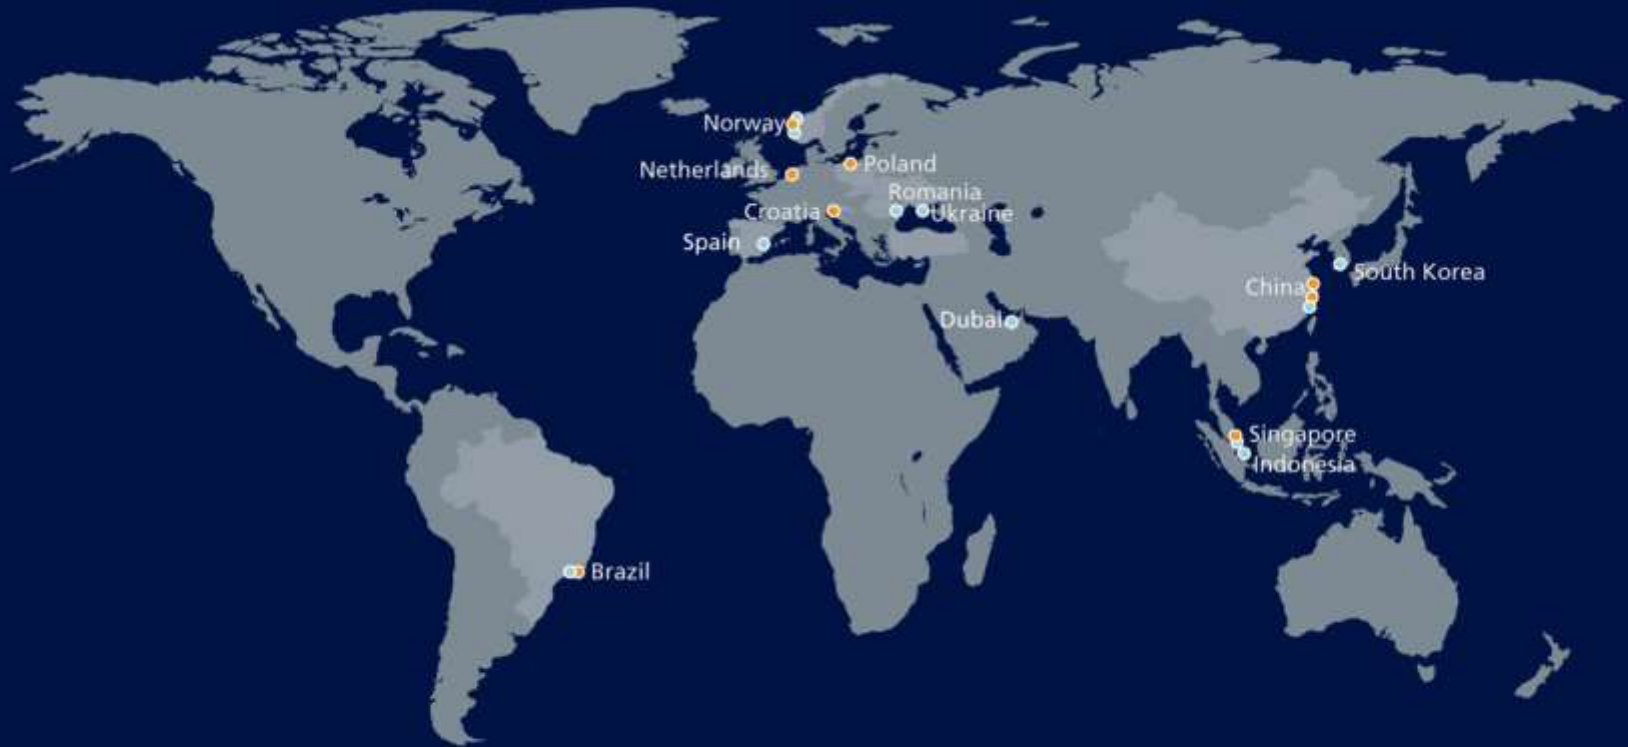 Norway
Netherlands
Poland
Romania
Croatia
Ukraine
Spain
South Korea
China
Dubai
Singapore
Indonesia
Brazil